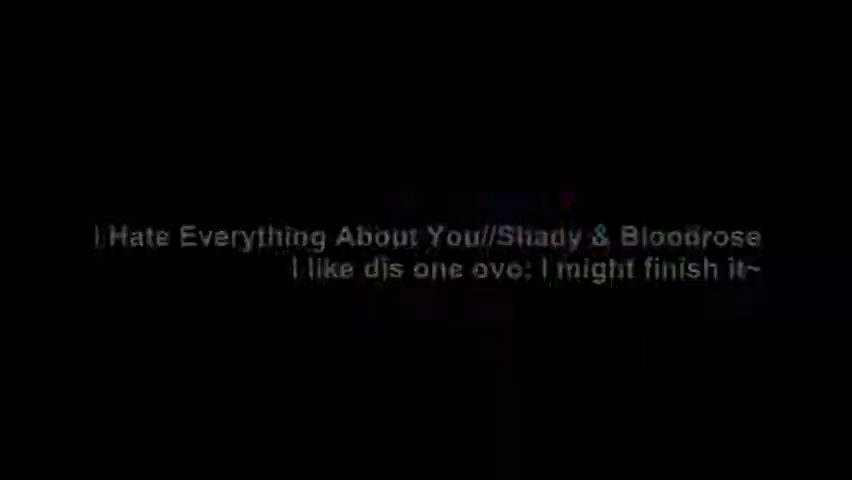 I Hate Everything About You//Shady & Bloodrose
I like dis one ovo; I might finish it~